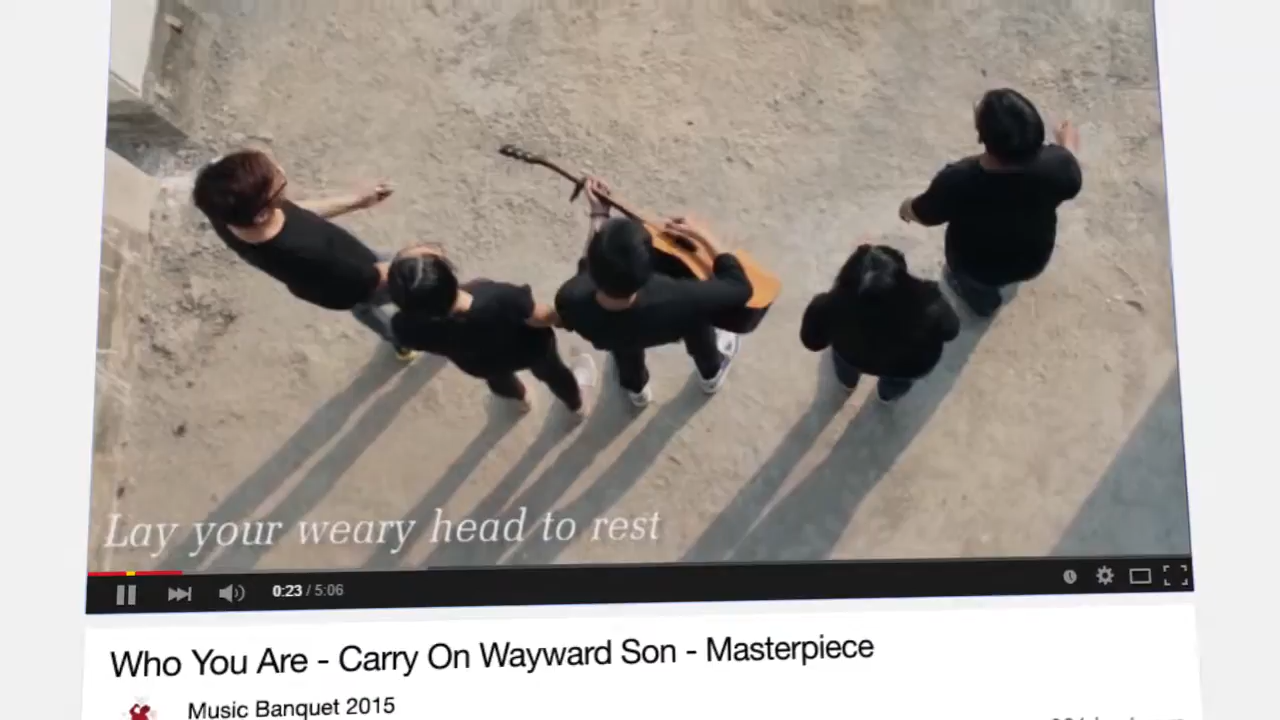 Lay your weary head to rest
0:23 / 5:06
Who You Are - Carry On Wayward Son - Masterpiece
Music Banquet 2015